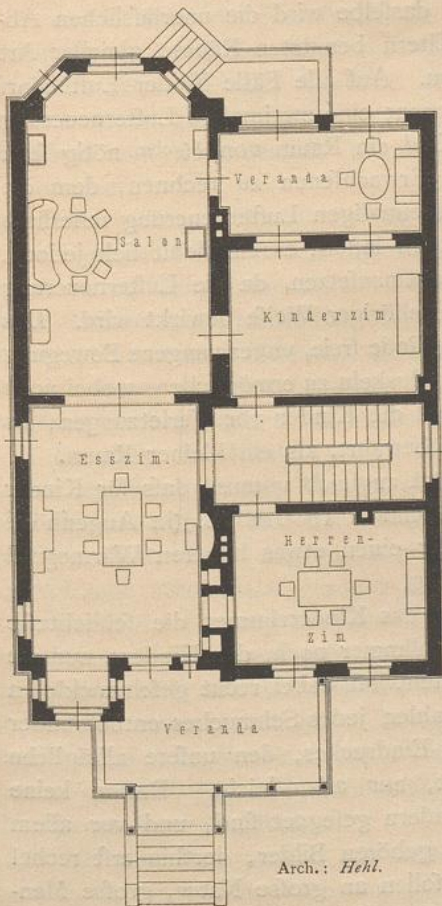 Veranda
Salon
Kinderzim.
Esszim.
Herren-
Zim
Veranda
Arch.: Hehl.